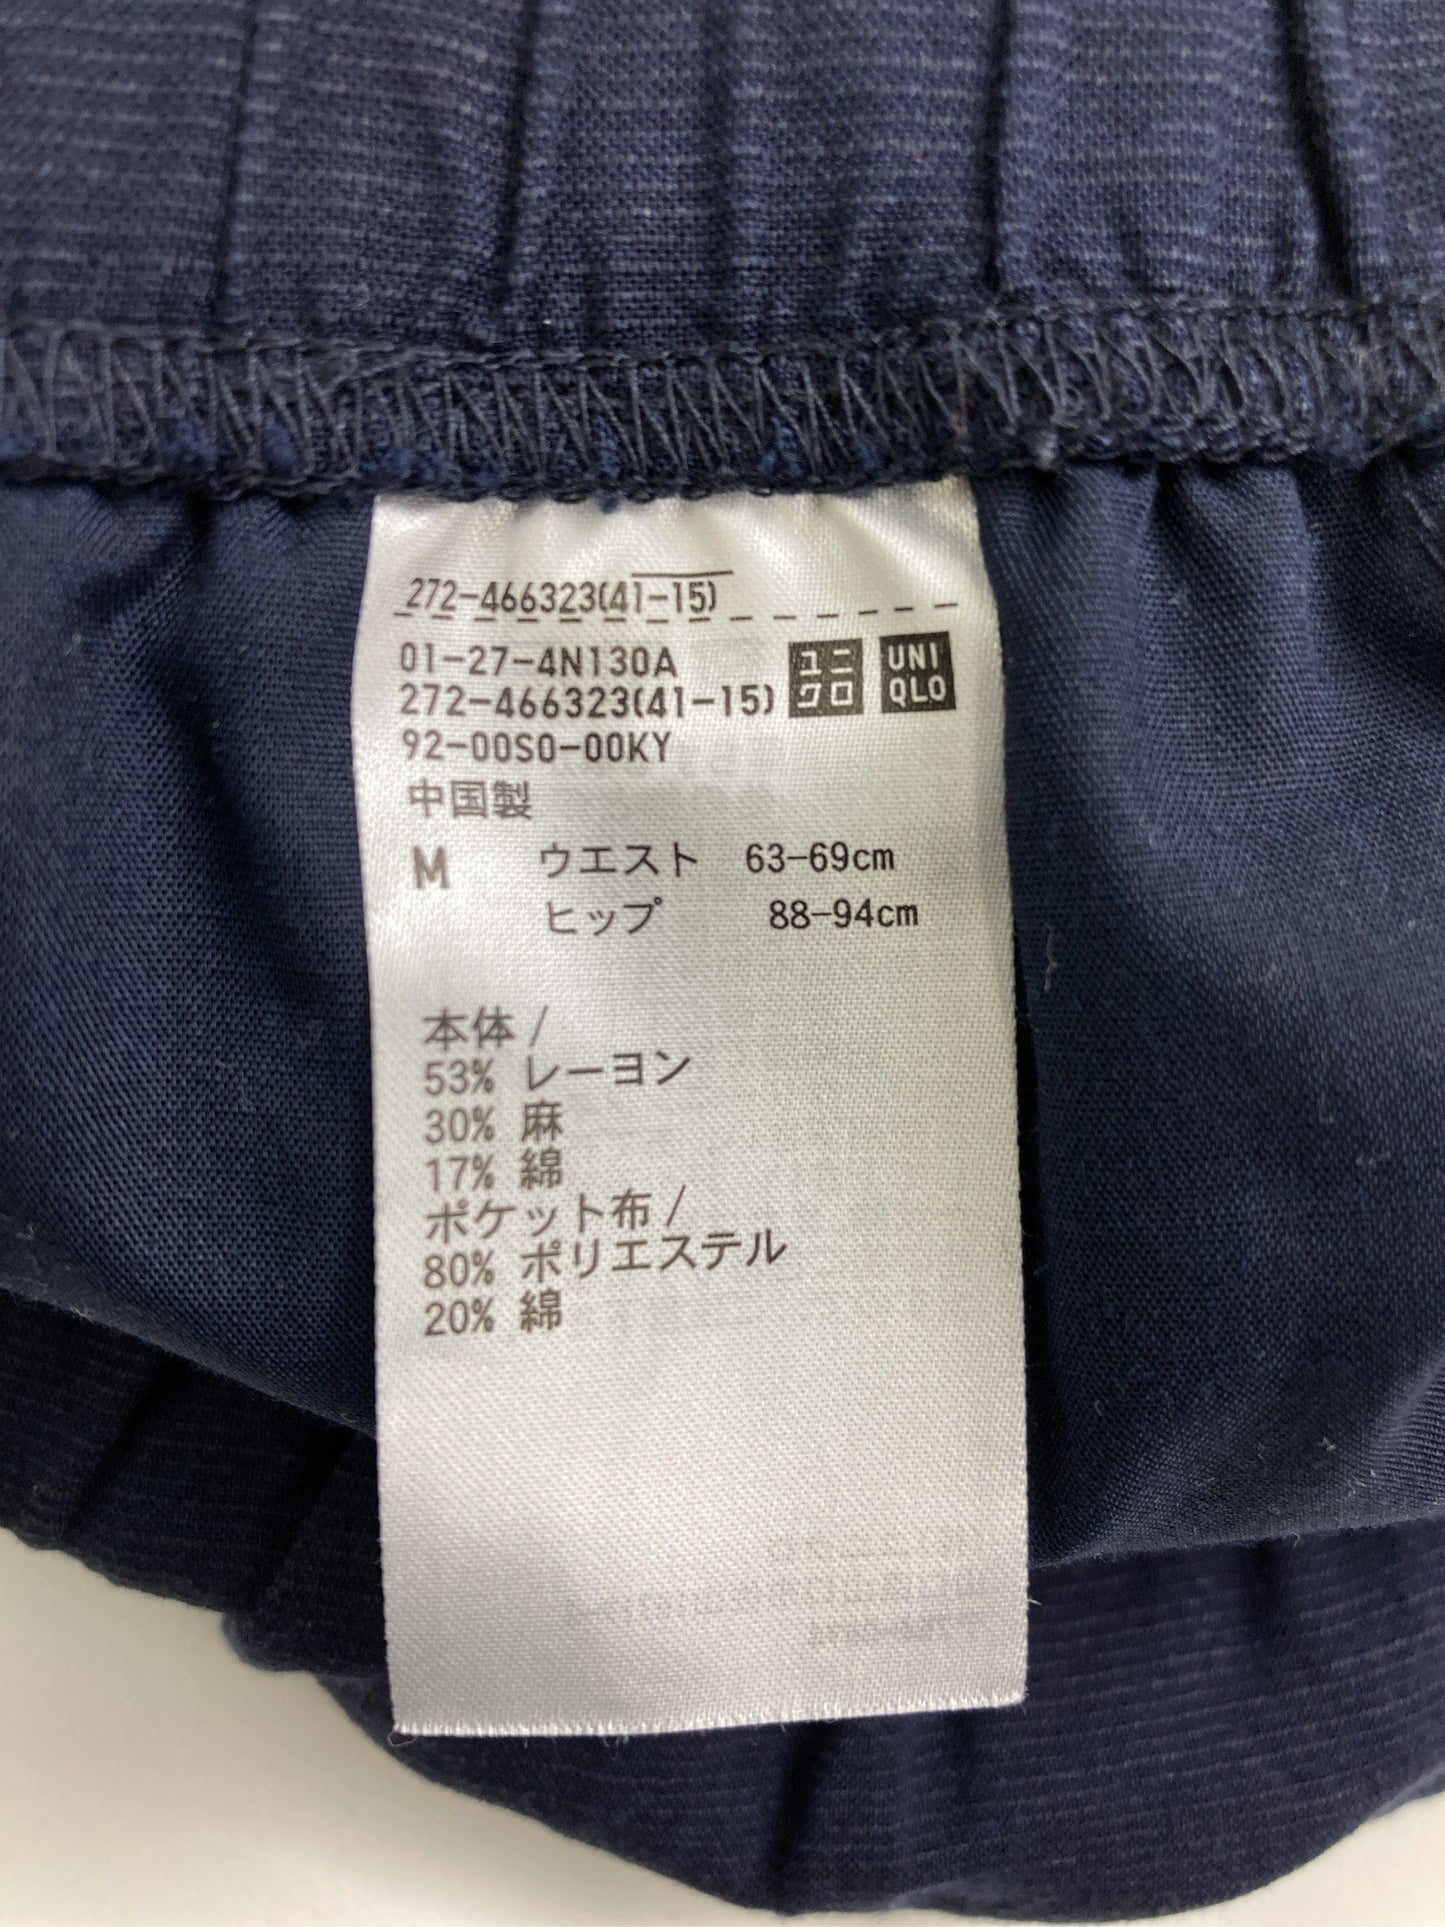 272-466323(41-15)
01-27-4N130A
272-466323(41-15)
92-00S0-00KY
ユニ
クロ
UNI
QLO
中国製
M ウエスト 63-69cm
ヒップ 88-94cm
本体 /
53% レーヨン
30% 麻
17% 綿
ポケット布 /
80% ポリエステル
20% 綿